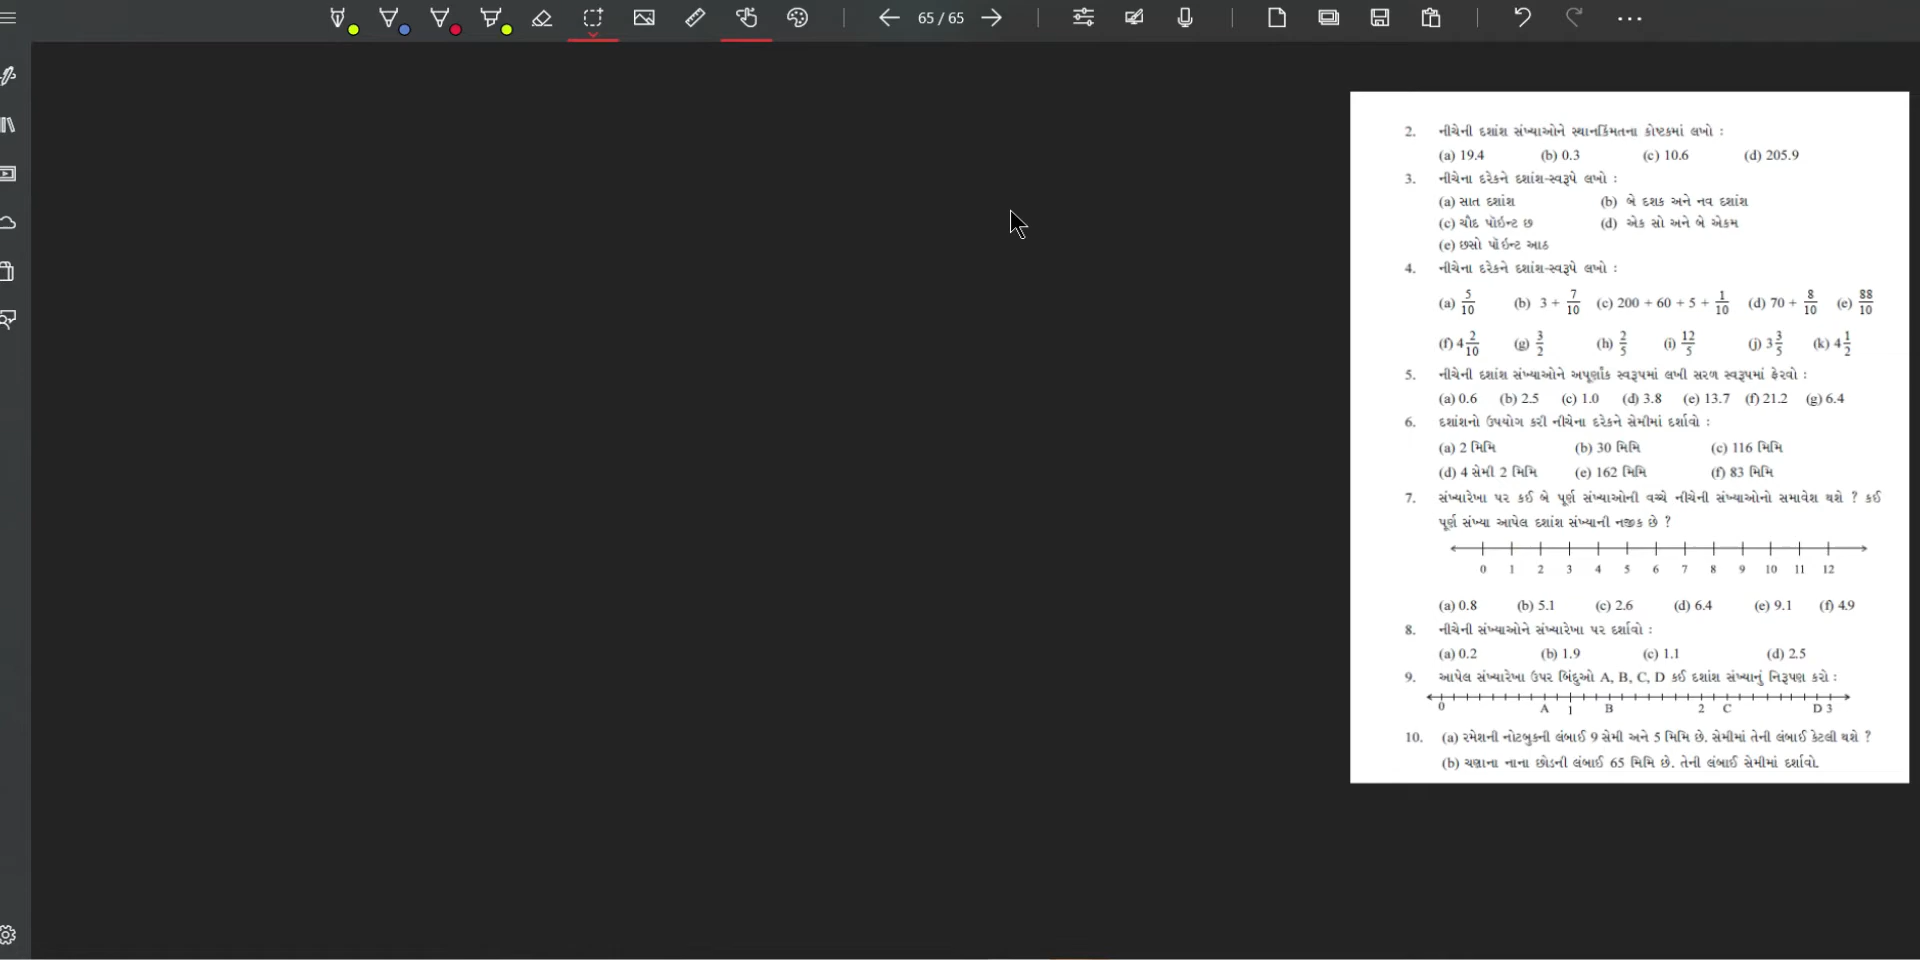 65 / 65
2. નીચેની દશાંશ સંખ્યાઓને સ્થાનકિંમતના કોષ્ટકમાં લખો :
(a) 19.4 (b) 0.3 (c) 10.6 (d) 205.9
3. નીચેના દરેકને દશાંશ-સ્વરૂપે લખો :
(a) સાત દશાંશ (b) બે દશક અને નવ દશાંશ
(c) ચૌદ પૉઇન્ટ છ (d) એક સો અને બે એકમ
(e) છસો પૉઇન્ટ આઠ
4. નીચેના દરેકને દશાંશ-સ્વરૂપે લખો :
(a) 5/10 (b) 3 + 7/10 (c) 200 + 60 + 5 + 1/10 (d) 70 + 8/10 (e) 88/10
(f) 4 2/10 (g) 3/2 (h) 2/5 (i) 12/5 (j) 3 3/5 (k) 4 1/2
5. નીચેની દશાંશ સંખ્યાઓને અપૂર્ણાંક સ્વરૂપમાં લખી સરળ સ્વરૂપમાં ફેરવો :
(a) 0.6 (b) 2.5 (c) 1.0 (d) 3.8 (e) 13.7 (f) 21.2 (g) 6.4
6. દશાંશનો ઉપયોગ કરી નીચેના દરેકને સેમીમાં દર્શાવો :
(a) 2 મિમિ (b) 30 મિમિ (c) 116 મિમિ
(d) 4 સેમી 2 મિમિ (e) 162 મિમિ (f) 83 મિમિ
7. સંખ્યારેખા પર કઈ બે પૂર્ણ સંખ્યાઓની વચ્ચે નીચેની સંખ્યાઓનો સમાવેશ થશે ? કઈ
પૂર્ણ સંખ્યા આપેલ દશાંશ સંખ્યાની નજીક છે ?
0 1 2 3 4 5 6 7 8 9 10 11 12
(a) 0.8 (b) 5.1 (c) 2.6 (d) 6.4 (e) 9.1 (f) 4.9
8. નીચેની સંખ્યાઓને સંખ્યારેખા પર દર્શાવો :
(a) 0.2 (b) 1.9 (c) 1.1 (d) 2.5
9. આપેલ સંખ્યારેખા ઉપર બિંદુઓ A, B, C, D કઈ દશાંશ સંખ્યાનું નિરૂપણ કરો :
0 A 1 B 2 C D 3
10. (a) રમેશની નોટબુકની લંબાઈ 9 સેમી અને 5 મિમિ છે. સેમીમાં તેની લંબાઈ કેટલી થશે ?
(b) ચણાના નાના છોડની લંબાઈ 65 મિમિ છે. તેની લંબાઈ સેમીમાં દર્શાવો.